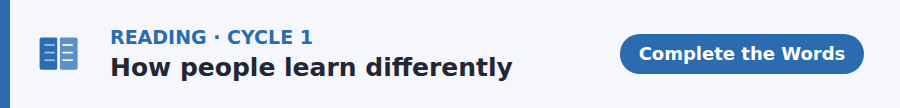 READING · CYCLE 1
How people learn differently
Complete the Words